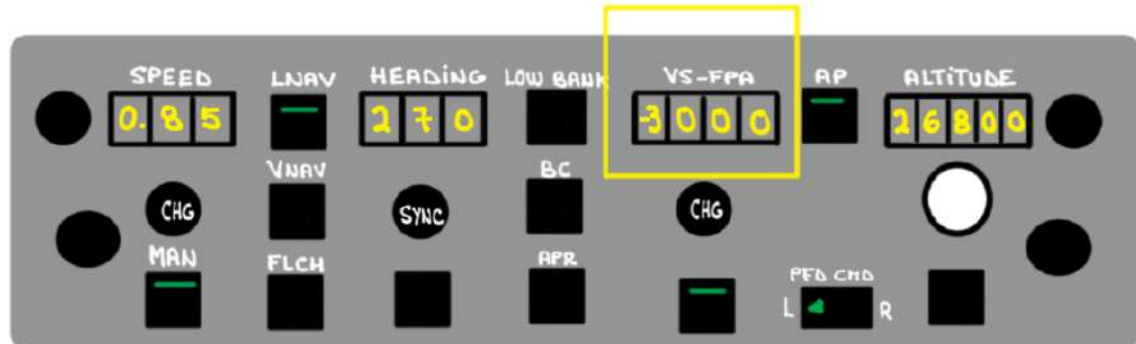 SPEED LNAV HEADING LOW BANK VS-FPA AP ALTITUDE
0.85 270 -3000 26800
VNAV BC
CHG SYNC CHG
MAN FLCH APR PFD CMD
L R